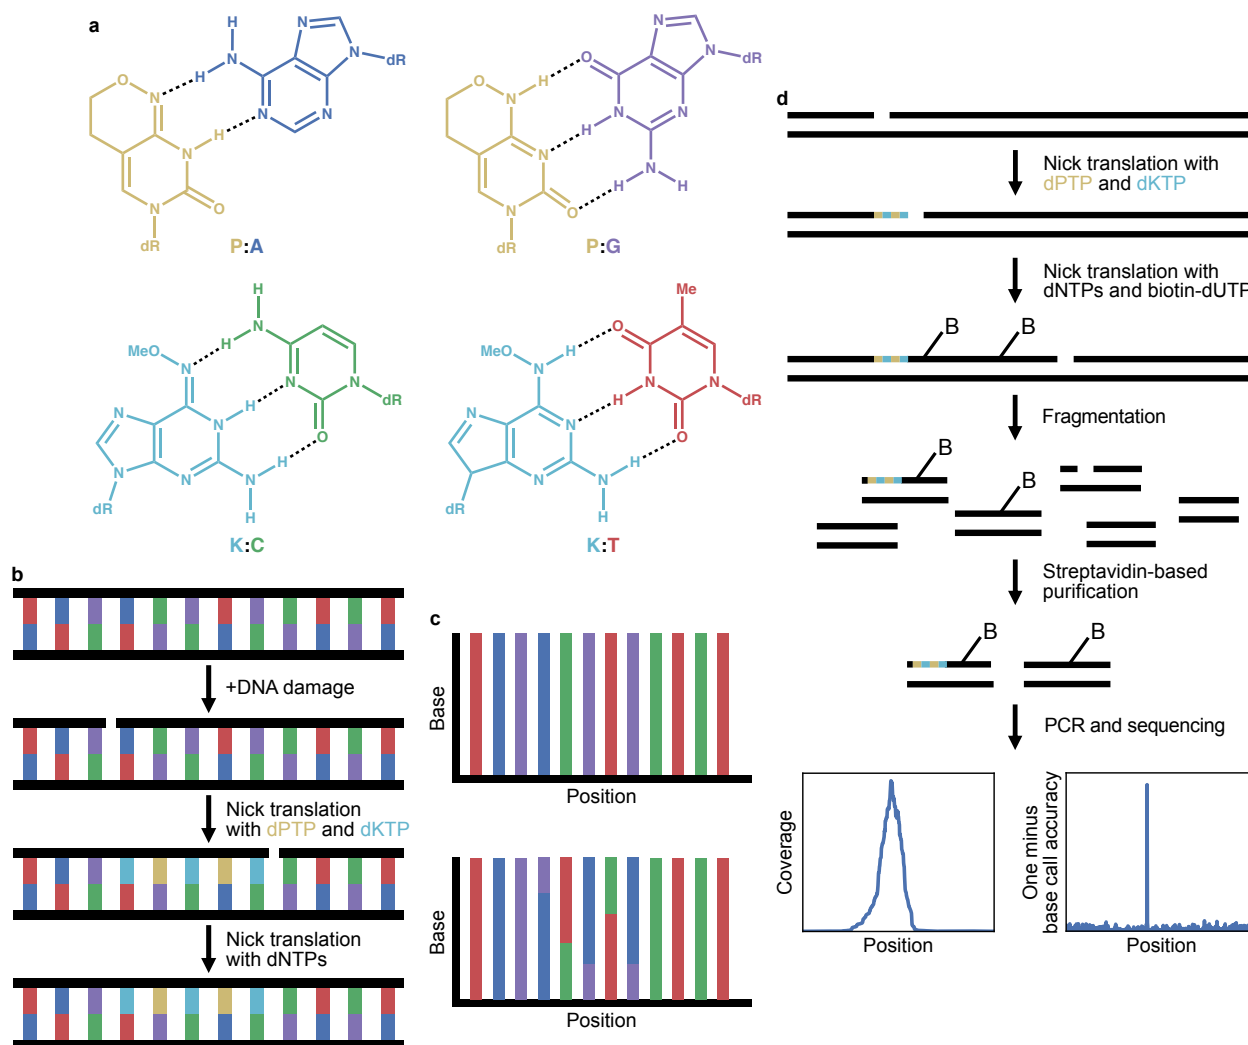 a
H
N
H
O
N
H
N
N
O
dR
N
N
N
N
dR
P:A
O
N
H
N
O
N
dR
O
N
H
N
N
H
H
N
N
dR
P:G
MeO
N
N
H
N
N
N
H
N
H
dR
H
N
H
N
N
O
dR
K:C
MeO
N
H
N
N
N
N
H
H
dR
Me
O
N
H
N
O
dR
K:T
b
+DNA damage
Nick translation
with dPTP and dKTP
Nick translation
with dNTPs
c
Base
Position
Base
Position
d
Nick translation with
dPTP and dKTP
Nick translation with
dNTPs and biotin-dUTP
B
B
Fragmentation
B
B
Streptavidin-based
purification
B
B
PCR and sequencing
Coverage
Position
One minus
base call accuracy
Position